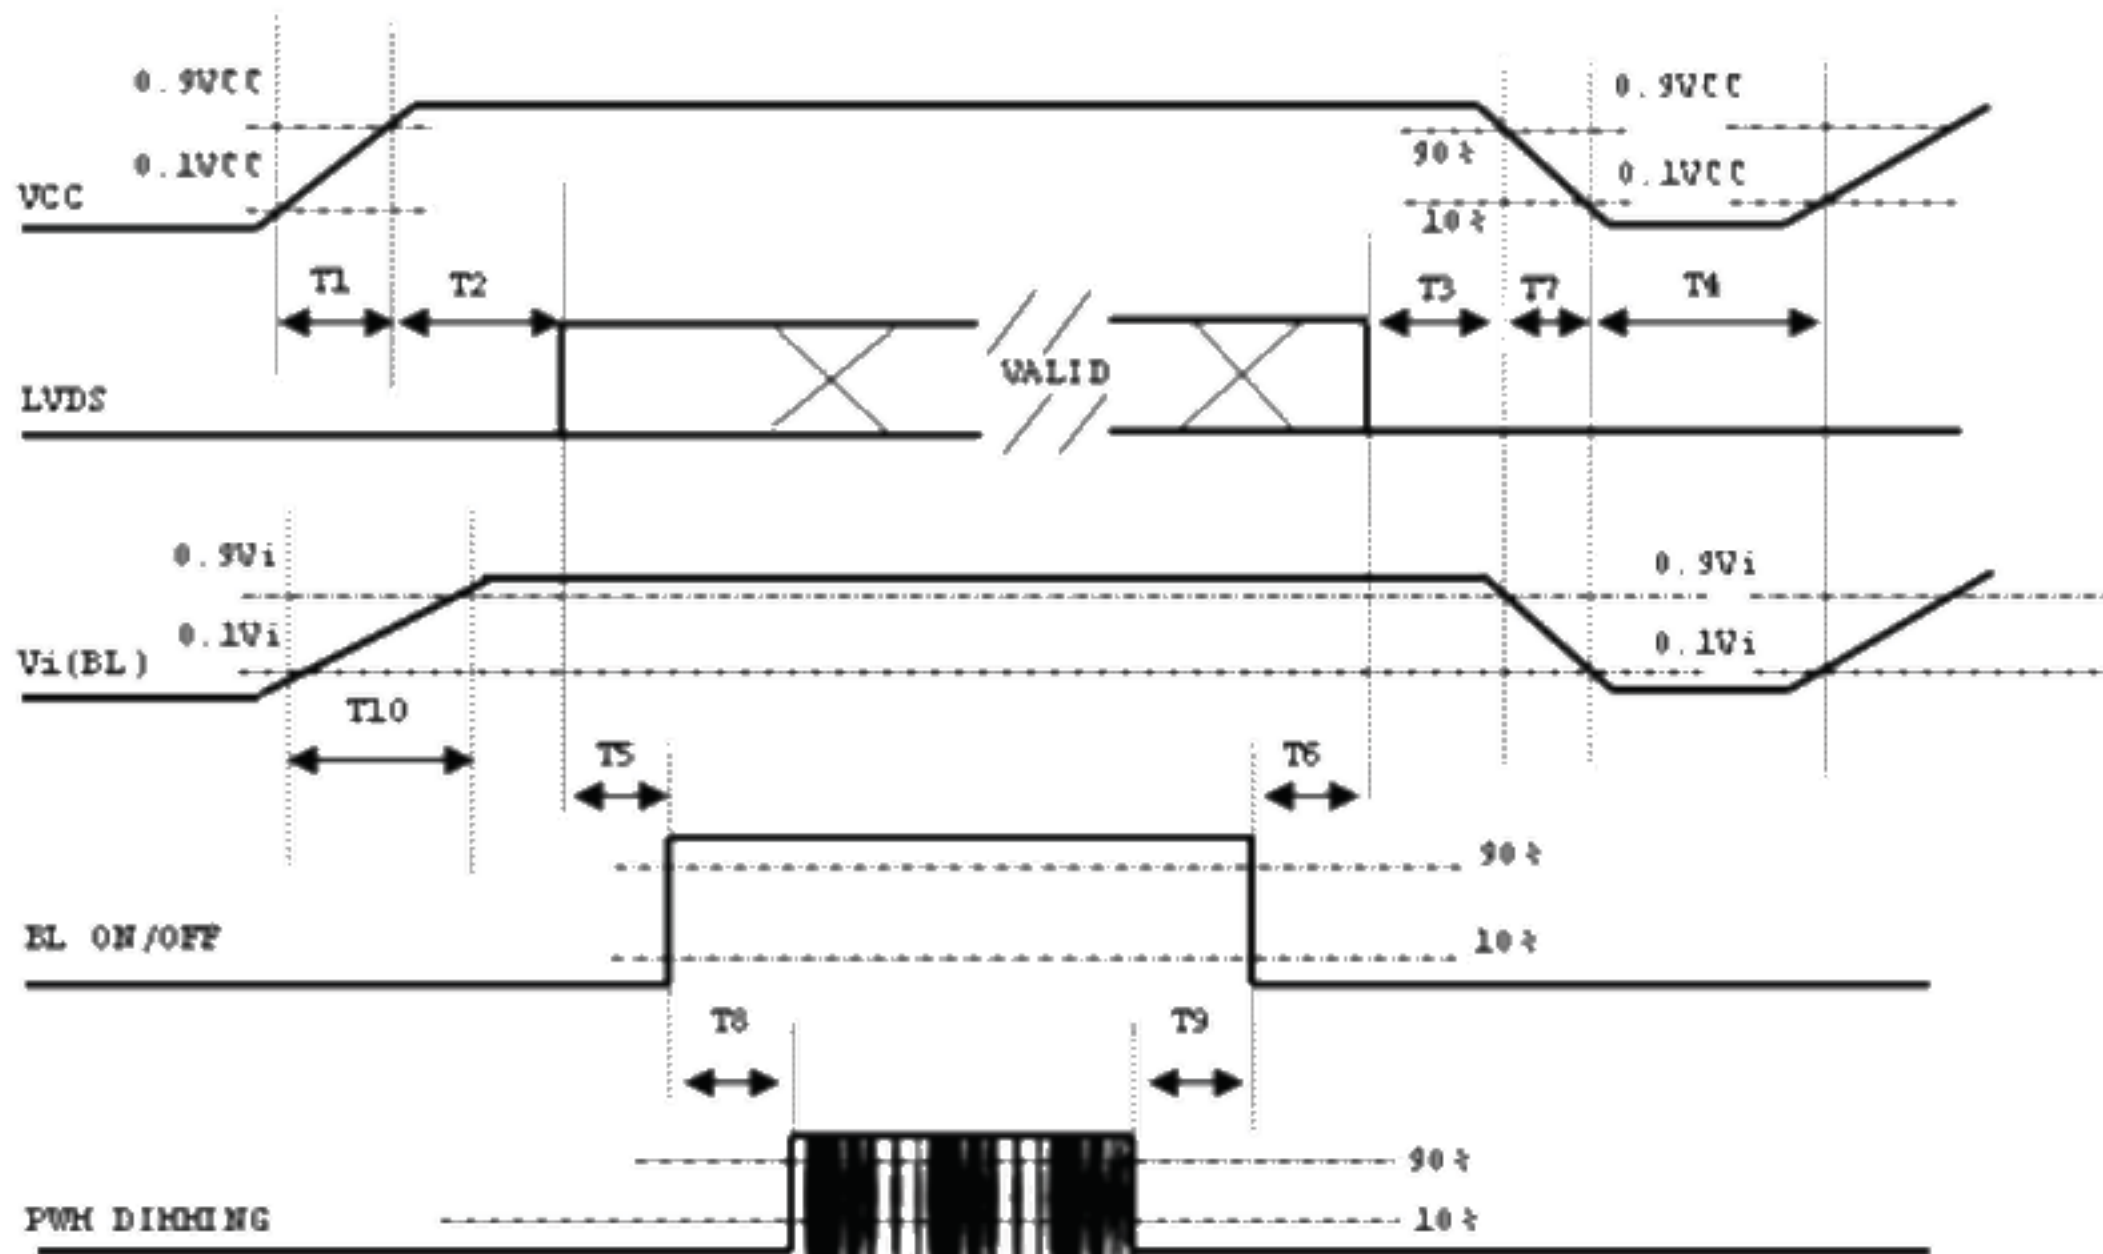 0.9VCC
0.9VCC
0.1VCC
90%
0.1VCC
VCC
10%
T1
T2
T3
T7
T4
VALID
LVDS
0.9Vi
0.9Vi
0.1Vi
0.1Vi
Vi(BL)
T10
T5
T6
90%
BL ON/OFF
10%
T8
T9
90%
PWM DIMMING
10%